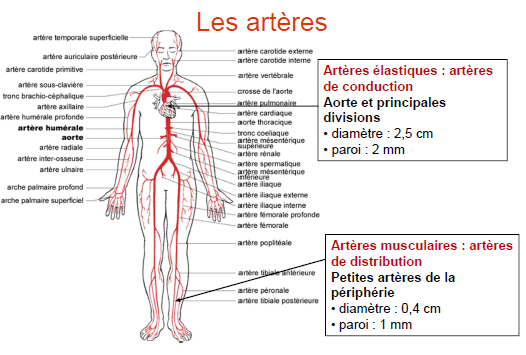 Les artères
artère temporale superficielle
artère auriculaire postérieure
artère carotide primitive
artère sous-clavière
tronc brachio-céphalique
artère axillaire
artère humérale profonde
artère humérale
aorte
artère radiale
artère inter-osseuse
artère ulnaire
arche palmaire profond
arche palmaire superficiel
artère carotide externe
artère carotide interne
artère vertébrale
crosse de l'aorte
artère pulmonaire
artère cardiaque
aorte thoracique
tronc coeliaque
artère mésentérique
supérieure
artère rénale
artère spermatique
artère mésentérique
inférieure
artère iliaque
artère iliaque externe
artère iliaque interne
artère fémorale profonde
artère fémorale
artère poplitéale
artère tibiale antérieure
artère péronale
artère tibiale postérieure
Artères élastiques : artères
de conduction
Aorte et principales
divisions
• diamètre : 2,5 cm
• paroi : 2 mm
Artères musculaires : artères
de distribution
Petites artères de la
périphérie
• diamètre : 0,4 cm
• paroi : 1 mm